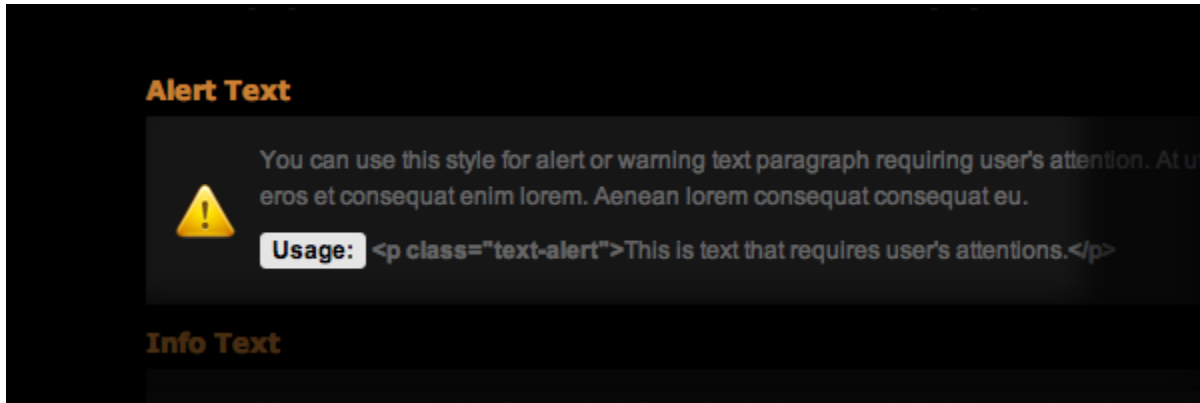 Alert Text
You can use this style for alert or warning text paragraph requiring user's attention. At
eros et consequat enim lorem. Aenean lorem consequat consequat eu.
Usage: <p class="text-alert">This is text that requires user's attentions.</p>
Info Text